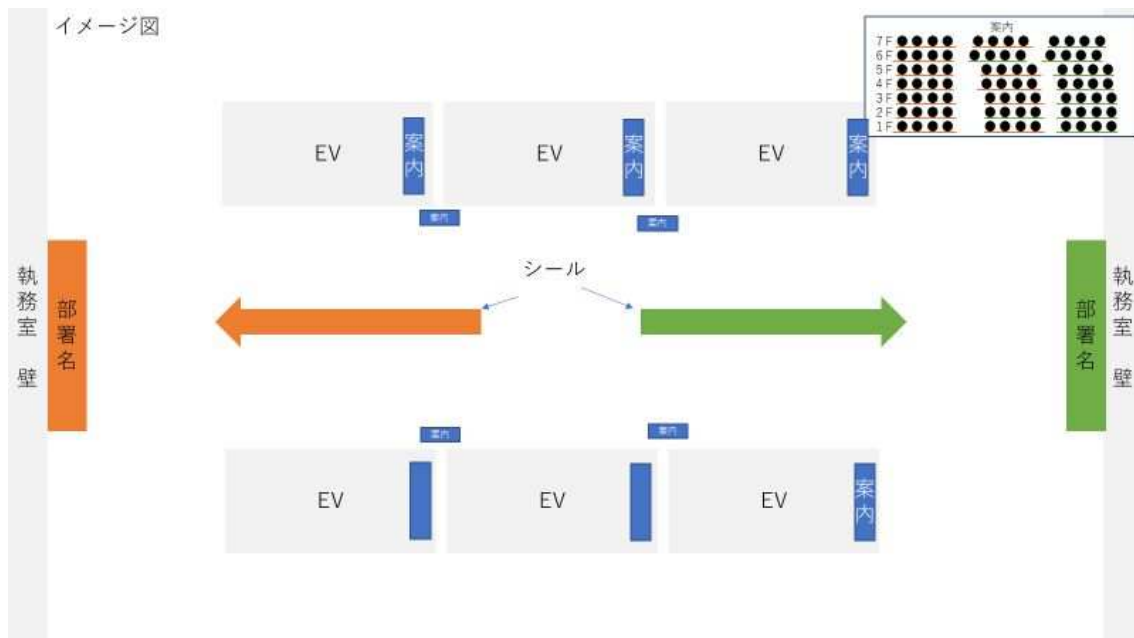 イメージ図
案内
7F ●●●● ●●●● ●●●●
6F ●●●● ●●●● ●●●●
5F ●●●● ●●●● ●●●●
4F ●●●● ●●●● ●●●●
3F ●●●● ●●●● ●●●●
2F ●●●● ●●●● ●●●●
1F ●●●● ●●●● ●●●●
EV
案内
EV
案内
EV
案内
案内
案内
シール
執務室 壁
部署名
部署名
執務室 壁
案内
案内
EV
EV
EV
案内